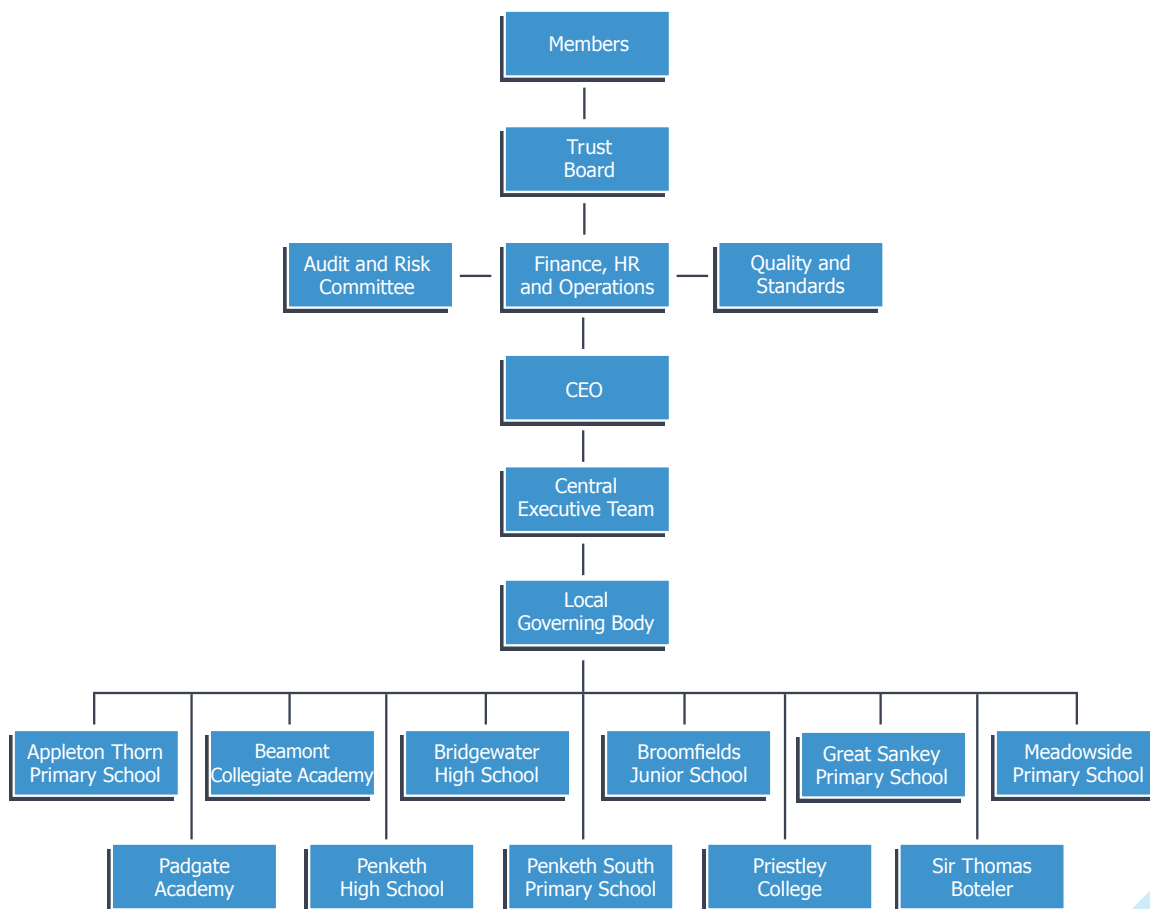 Members
Trust
Board
Audit and Risk
Committee
Finance, HR
and Operations
Quality and
Standards
CEO
Central
Executive Team
Local
Governing Body
Appleton Thorn
Primary School
Beamont
Collegiate Academy
Bridgewater
High School
Broomfields
Junior School
Great Sankey
Primary School
Meadowside
Primary School
Padgate
Academy
Penketh
High School
Penketh South
Primary School
Priestley
College
Sir Thomas
Boteler